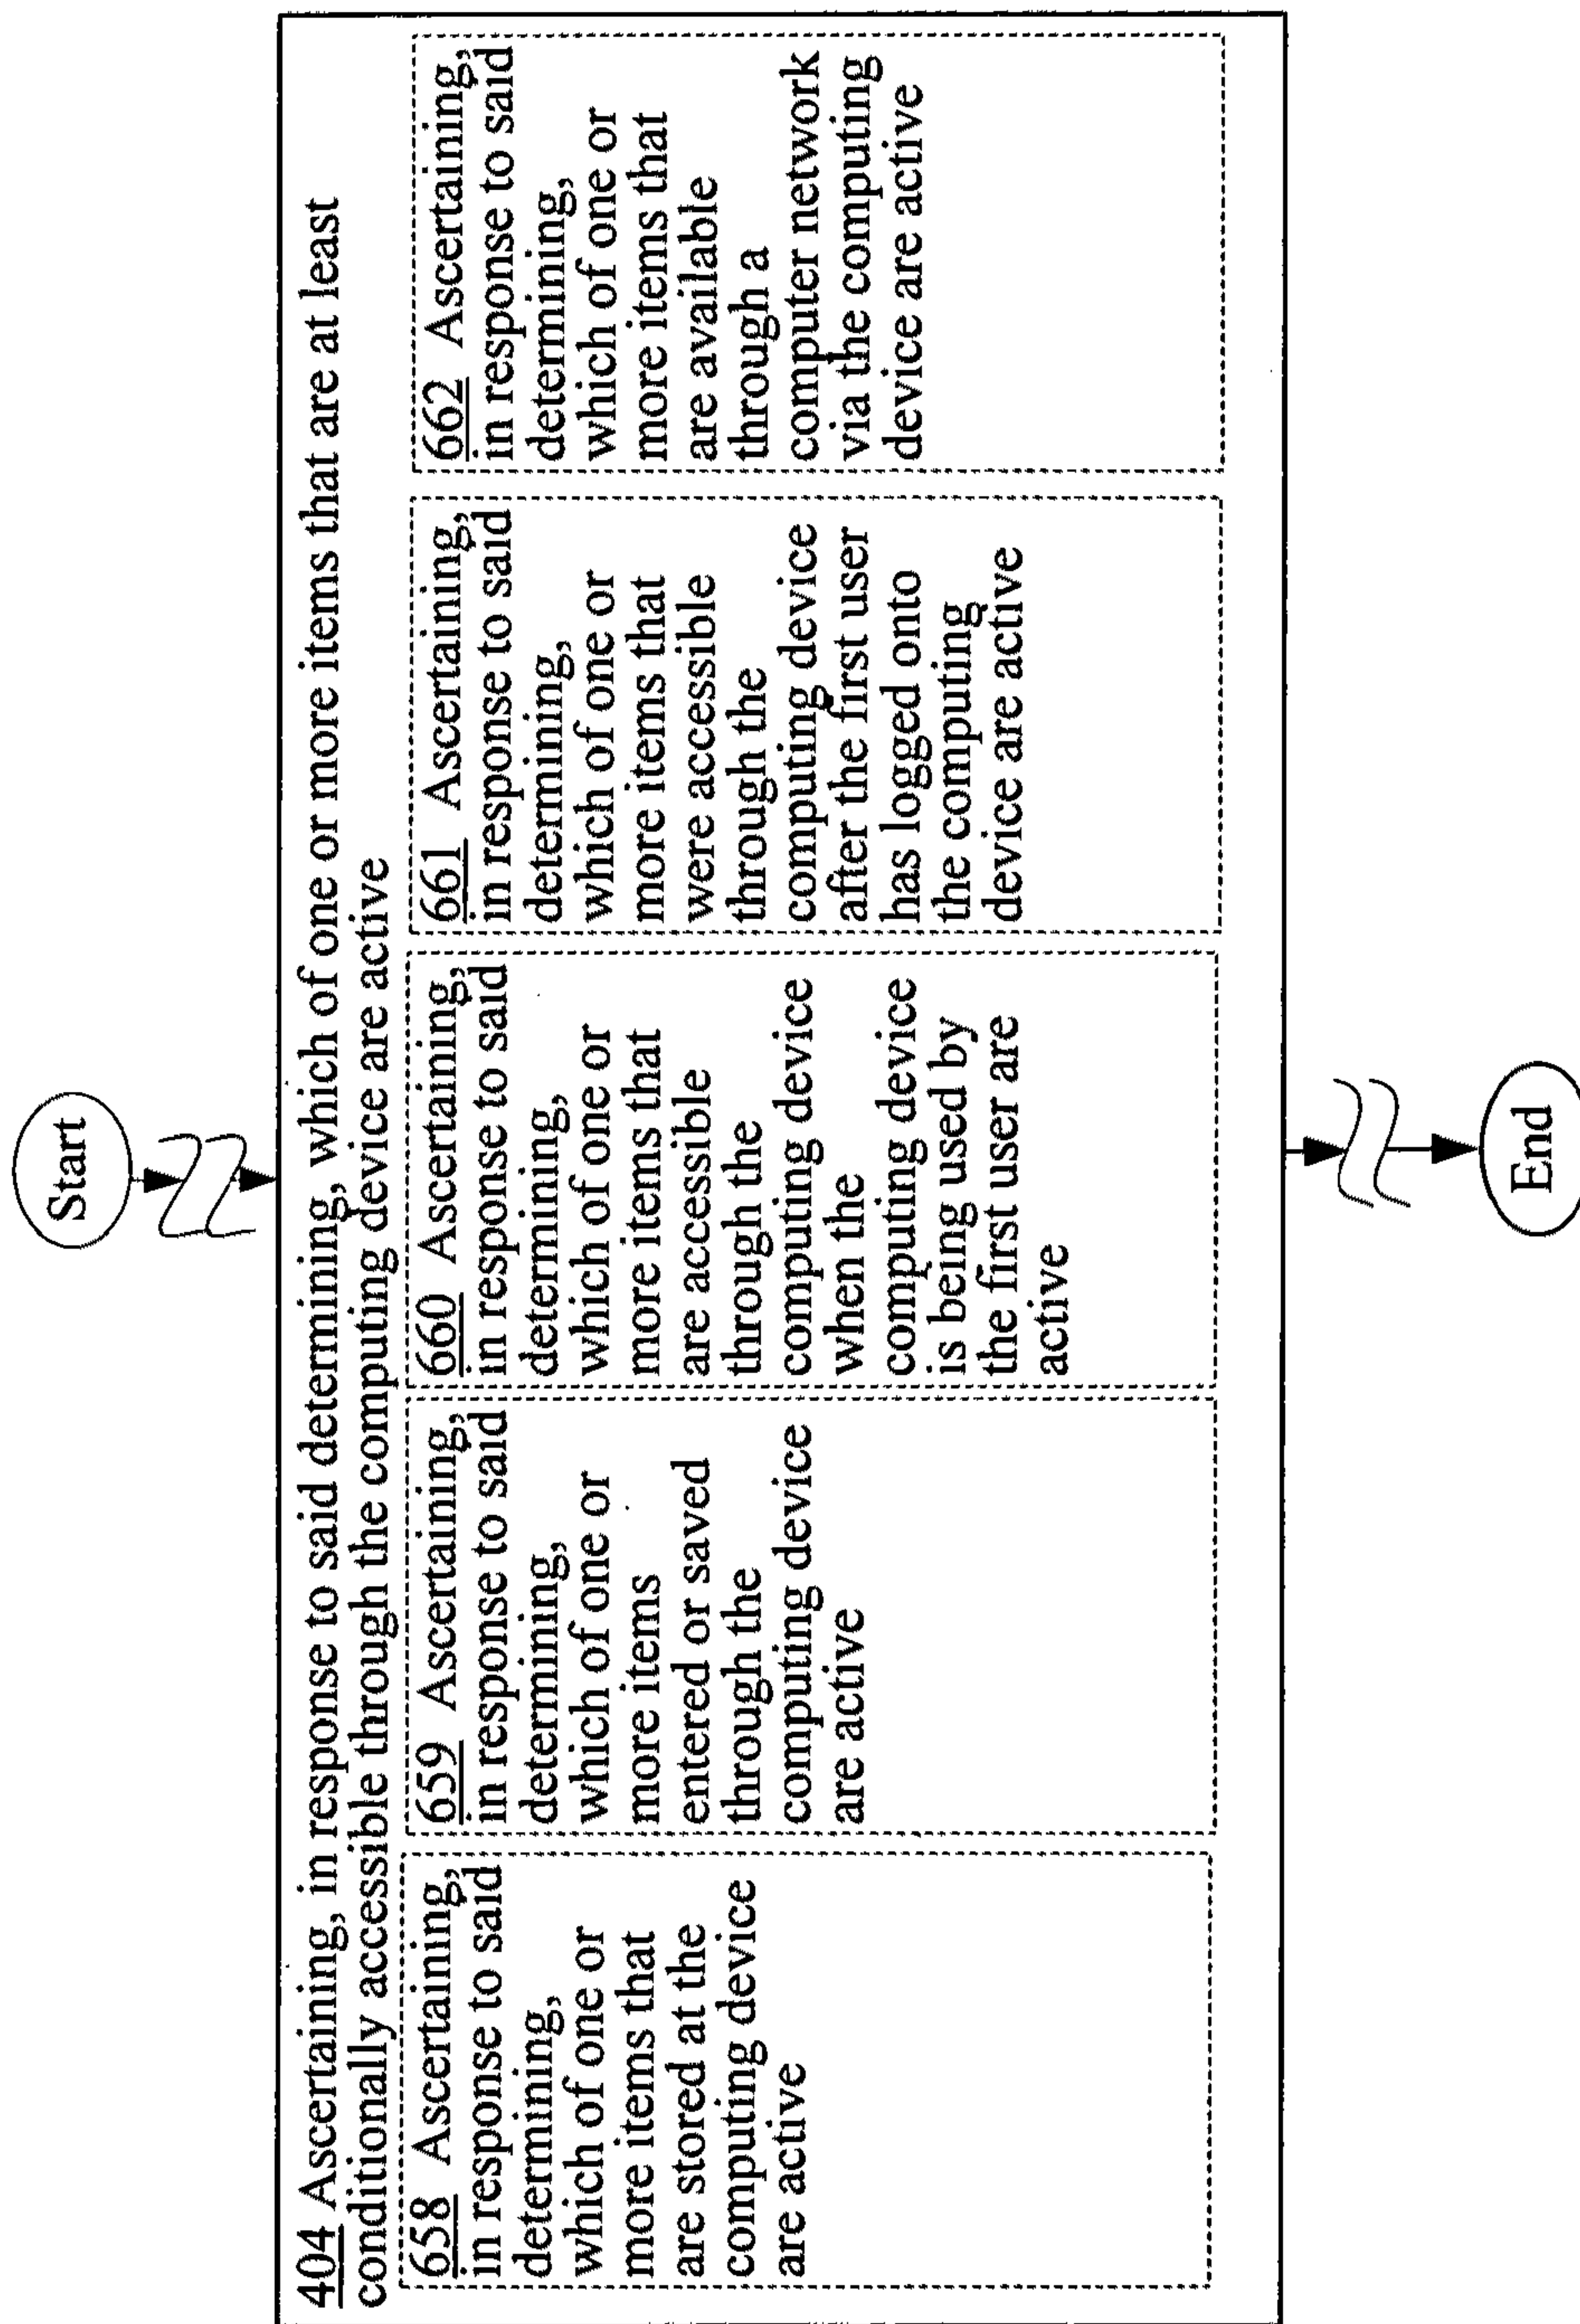 Start
404 Ascertaining, in response to said determining, which of one or more items that are at least
conditionally accessible through the computing device are active
658 Ascertaining,
in response to said
determining,
which of one or
more items that
are stored at the
computing device
are active
659 Ascertaining,
in response to said
determining,
which of one or
more items
entered or saved
through the
computing device
are active
660 Ascertaining,
in response to said
determining,
which of one or
more items that
are accessible
through the
computing device
when the
computing device
is being used by
the first user are
active
661 Ascertaining,
in response to said
determining,
which of one or
more items that
were accessible
through the
computing device
after the first user
has logged onto
the computing
device are active
662 Ascertaining,
in response to said
determining,
which of one or
more items that
are available
through a
computer network
via the computing
device are active
End